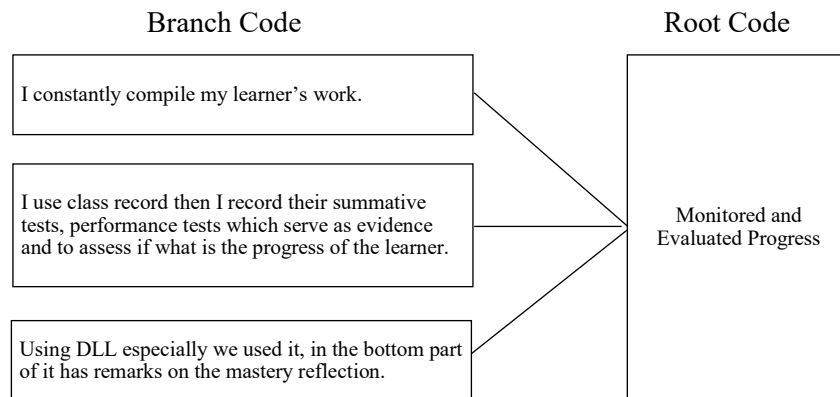 Branch Code
Root Code
I constantly compile my learner’s work.
I use class record then I record their summative
tests, performance tests which serve as evidence
and to assess if what is the progress of the learner.
Using DLL especially we used it, in the bottom part
of it has remarks on the mastery reflection.
Monitored and
Evaluated Progress